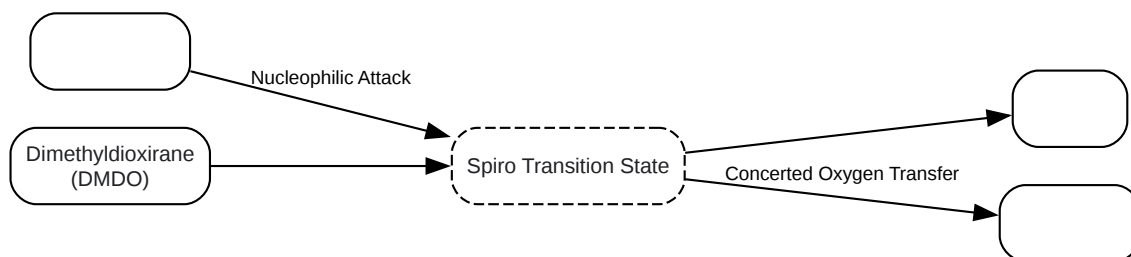 Nucleophilic Attack
Dimethyldioxirane
(DMDO)
Spiro Transition State
Concerted Oxygen Transfer